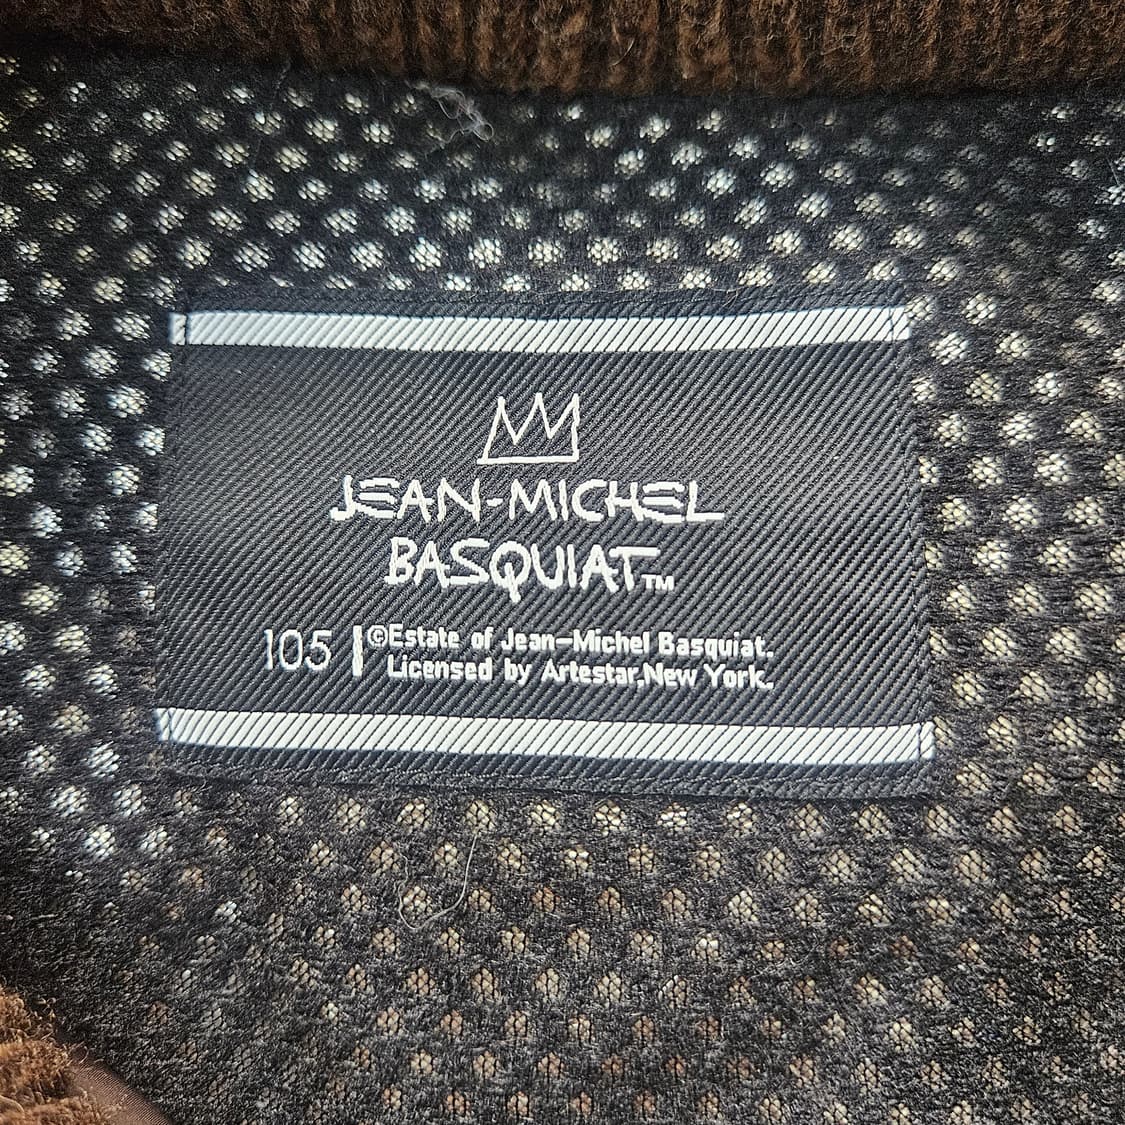 JEAN-MICHEL
BASQUIAT™
105 | ©Estate of Jean-Michel Basquiat.
Licensed by Artestar,New York.